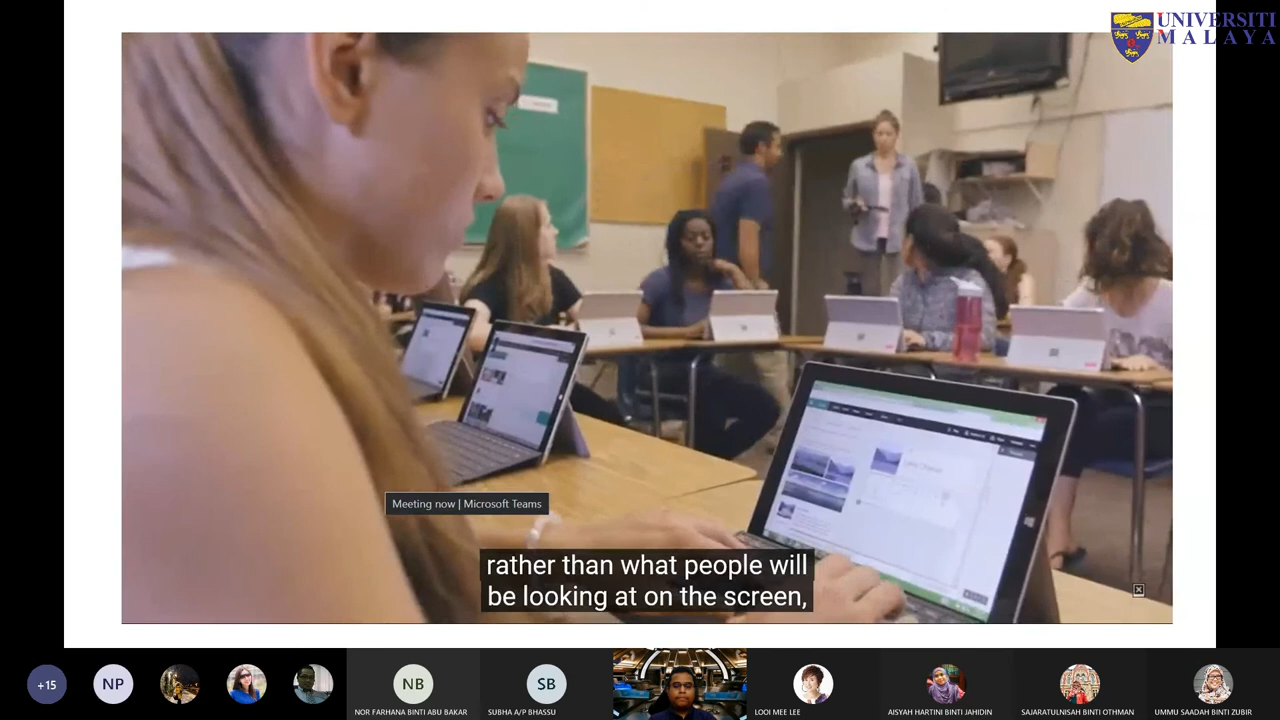 UNIVERSITI
MALAYA
Meeting now | Microsoft Teams
rather than what people will
be looking at on the screen,
+15
NP
NB
SB
NOR FARHANA BINTI ABU BAKAR
SUBHA A/P BHASSU
LOOI MEE LEE
AISYAH HARTINI BINTI JAHIDIN
SAJARATULNISAH BINTI OTHMAN
UMMU SAADAH BINTI ZUBIR